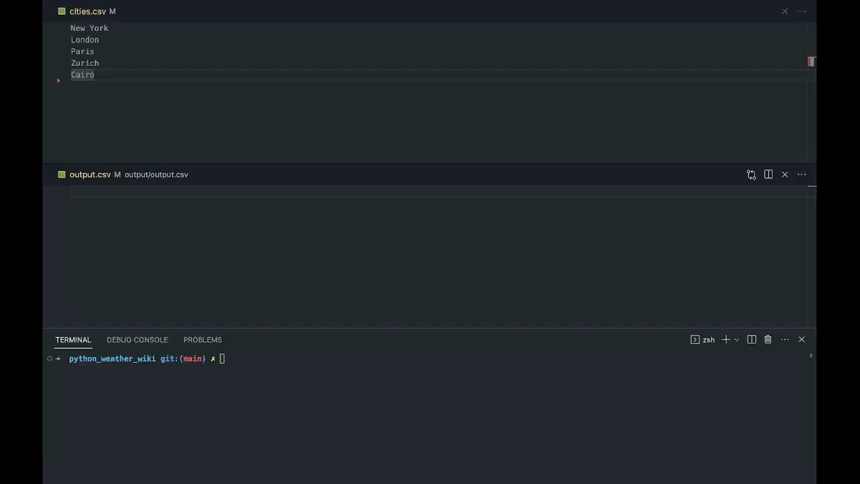 cities.csv M
New York
London
Paris
Zurich
Cairo
output.csv M output/output.csv
TERMINAL DEBUG CONSOLE PROBLEMS
zsh
python_weather_wiki git:(main) ✗